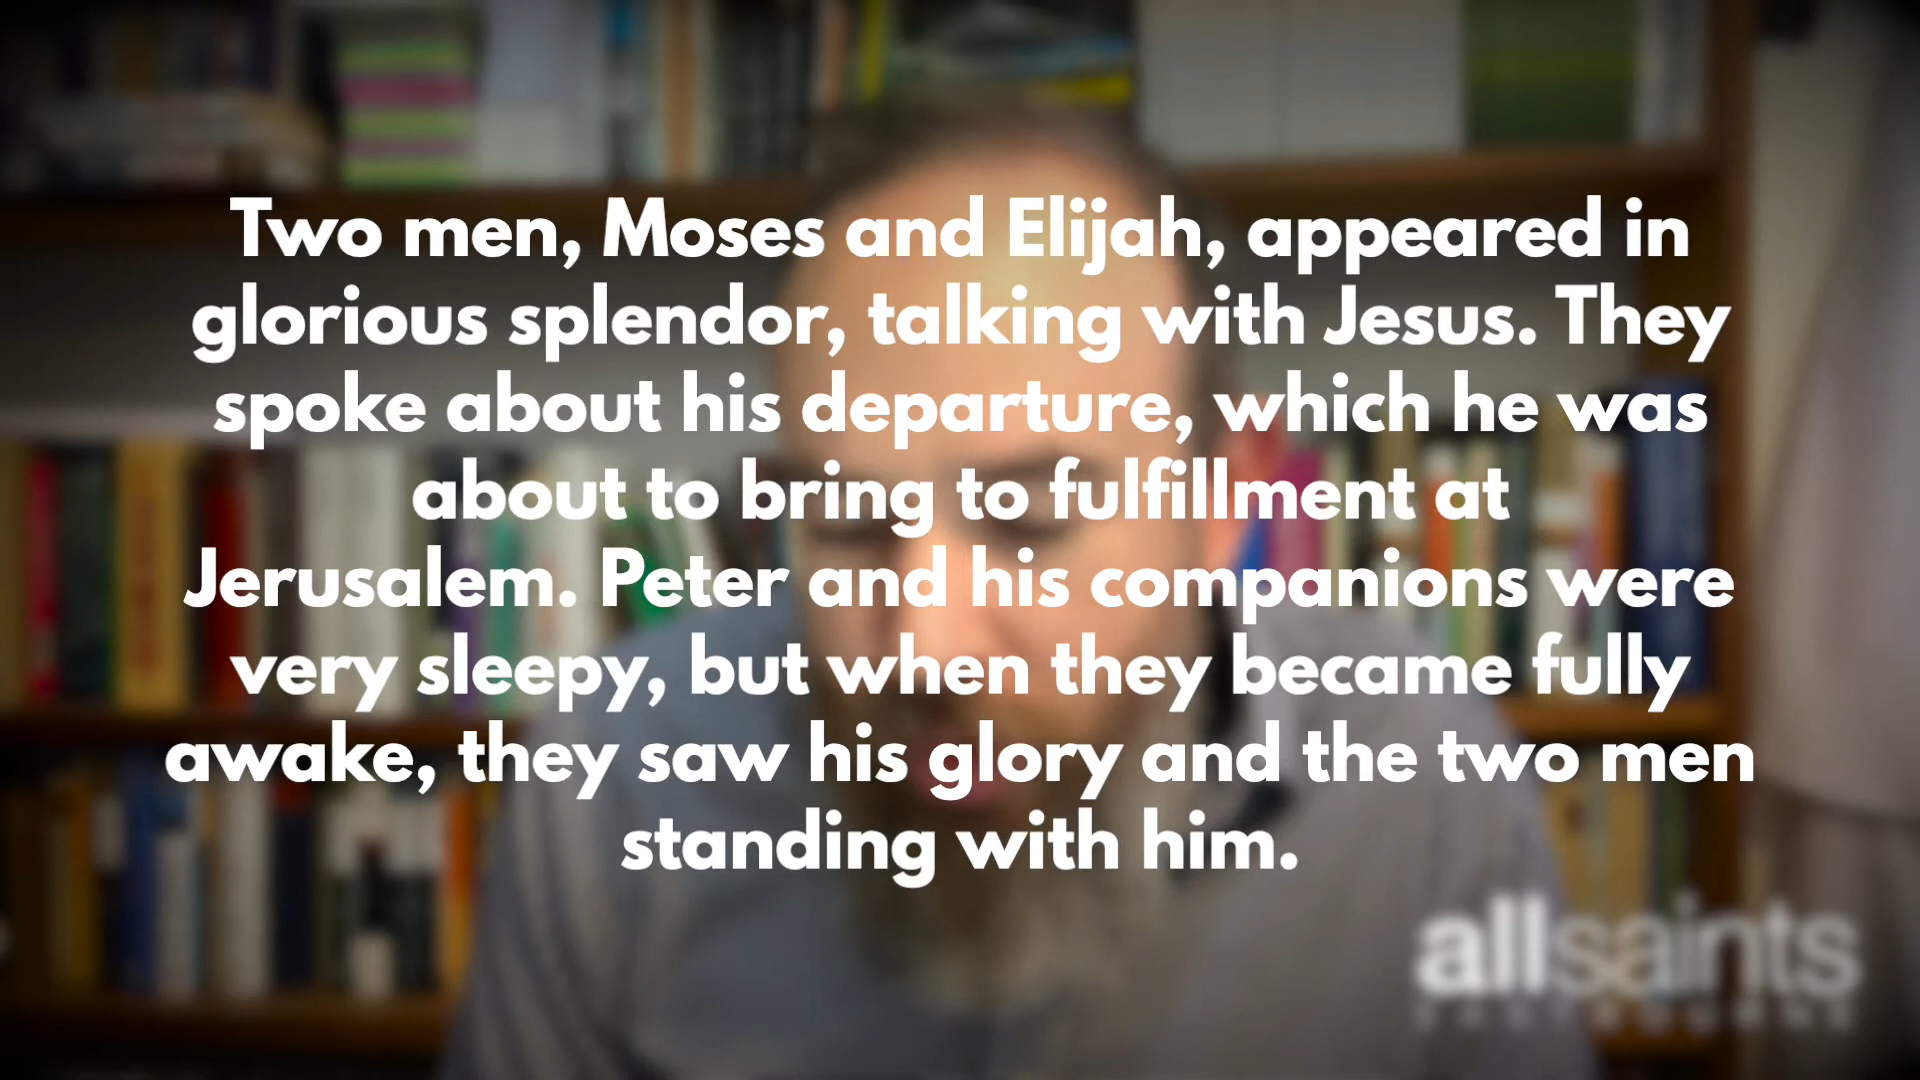 Two men, Moses and Elijah, appeared in
glorious splendor, talking with Jesus. They
spoke about his departure, which he was
about to bring to fulfillment at
Jerusalem. Peter and his companions were
very sleepy, but when they became fully
awake, they saw his glory and the two men
standing with him.
allsaints